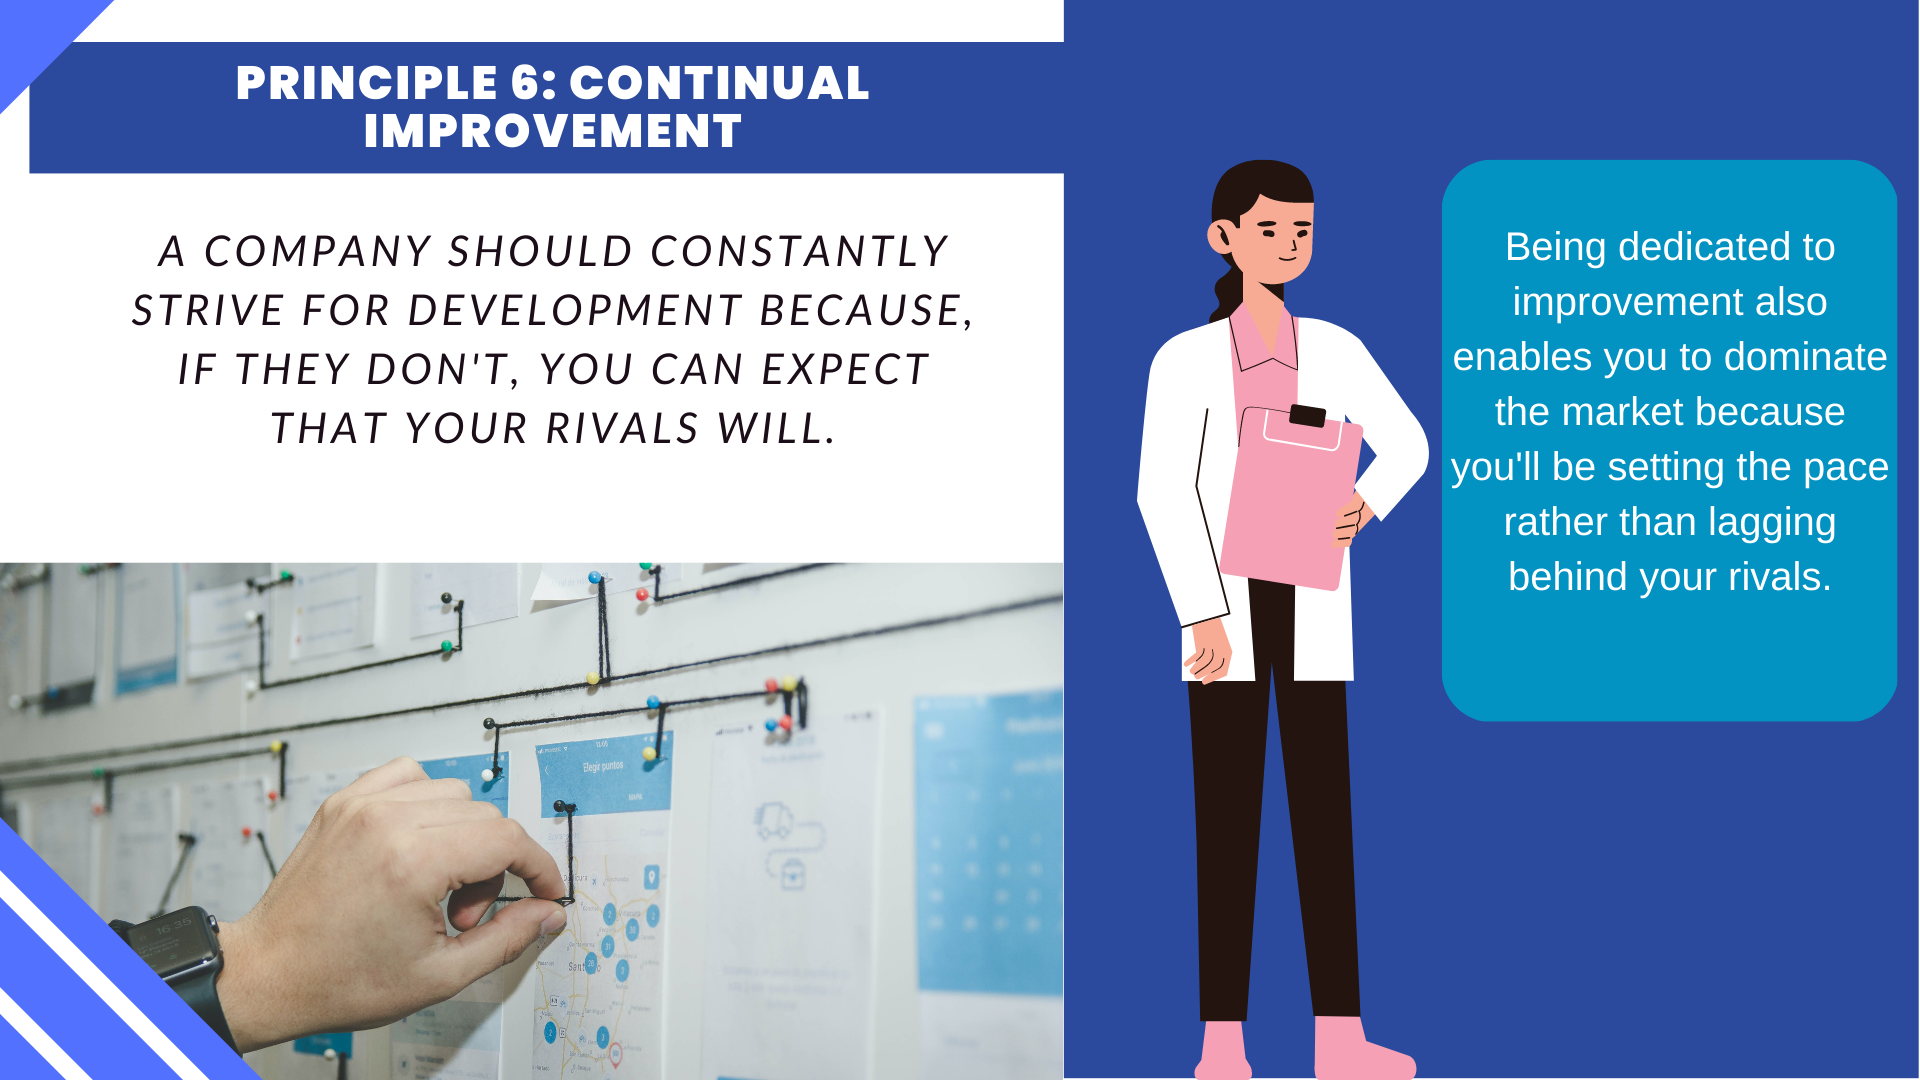 PRINCIPLE 6: CONTINUAL
IMPROVEMENT
A COMPANY SHOULD CONSTANTLY
STRIVE FOR DEVELOPMENT BECAUSE,
IF THEY DON'T, YOU CAN EXPECT
THAT YOUR RIVALS WILL.
Being dedicated to
improvement also
enables you to dominate
the market because
you'll be setting the pace
rather than lagging
behind your rivals.
Elegir puntos
16 35